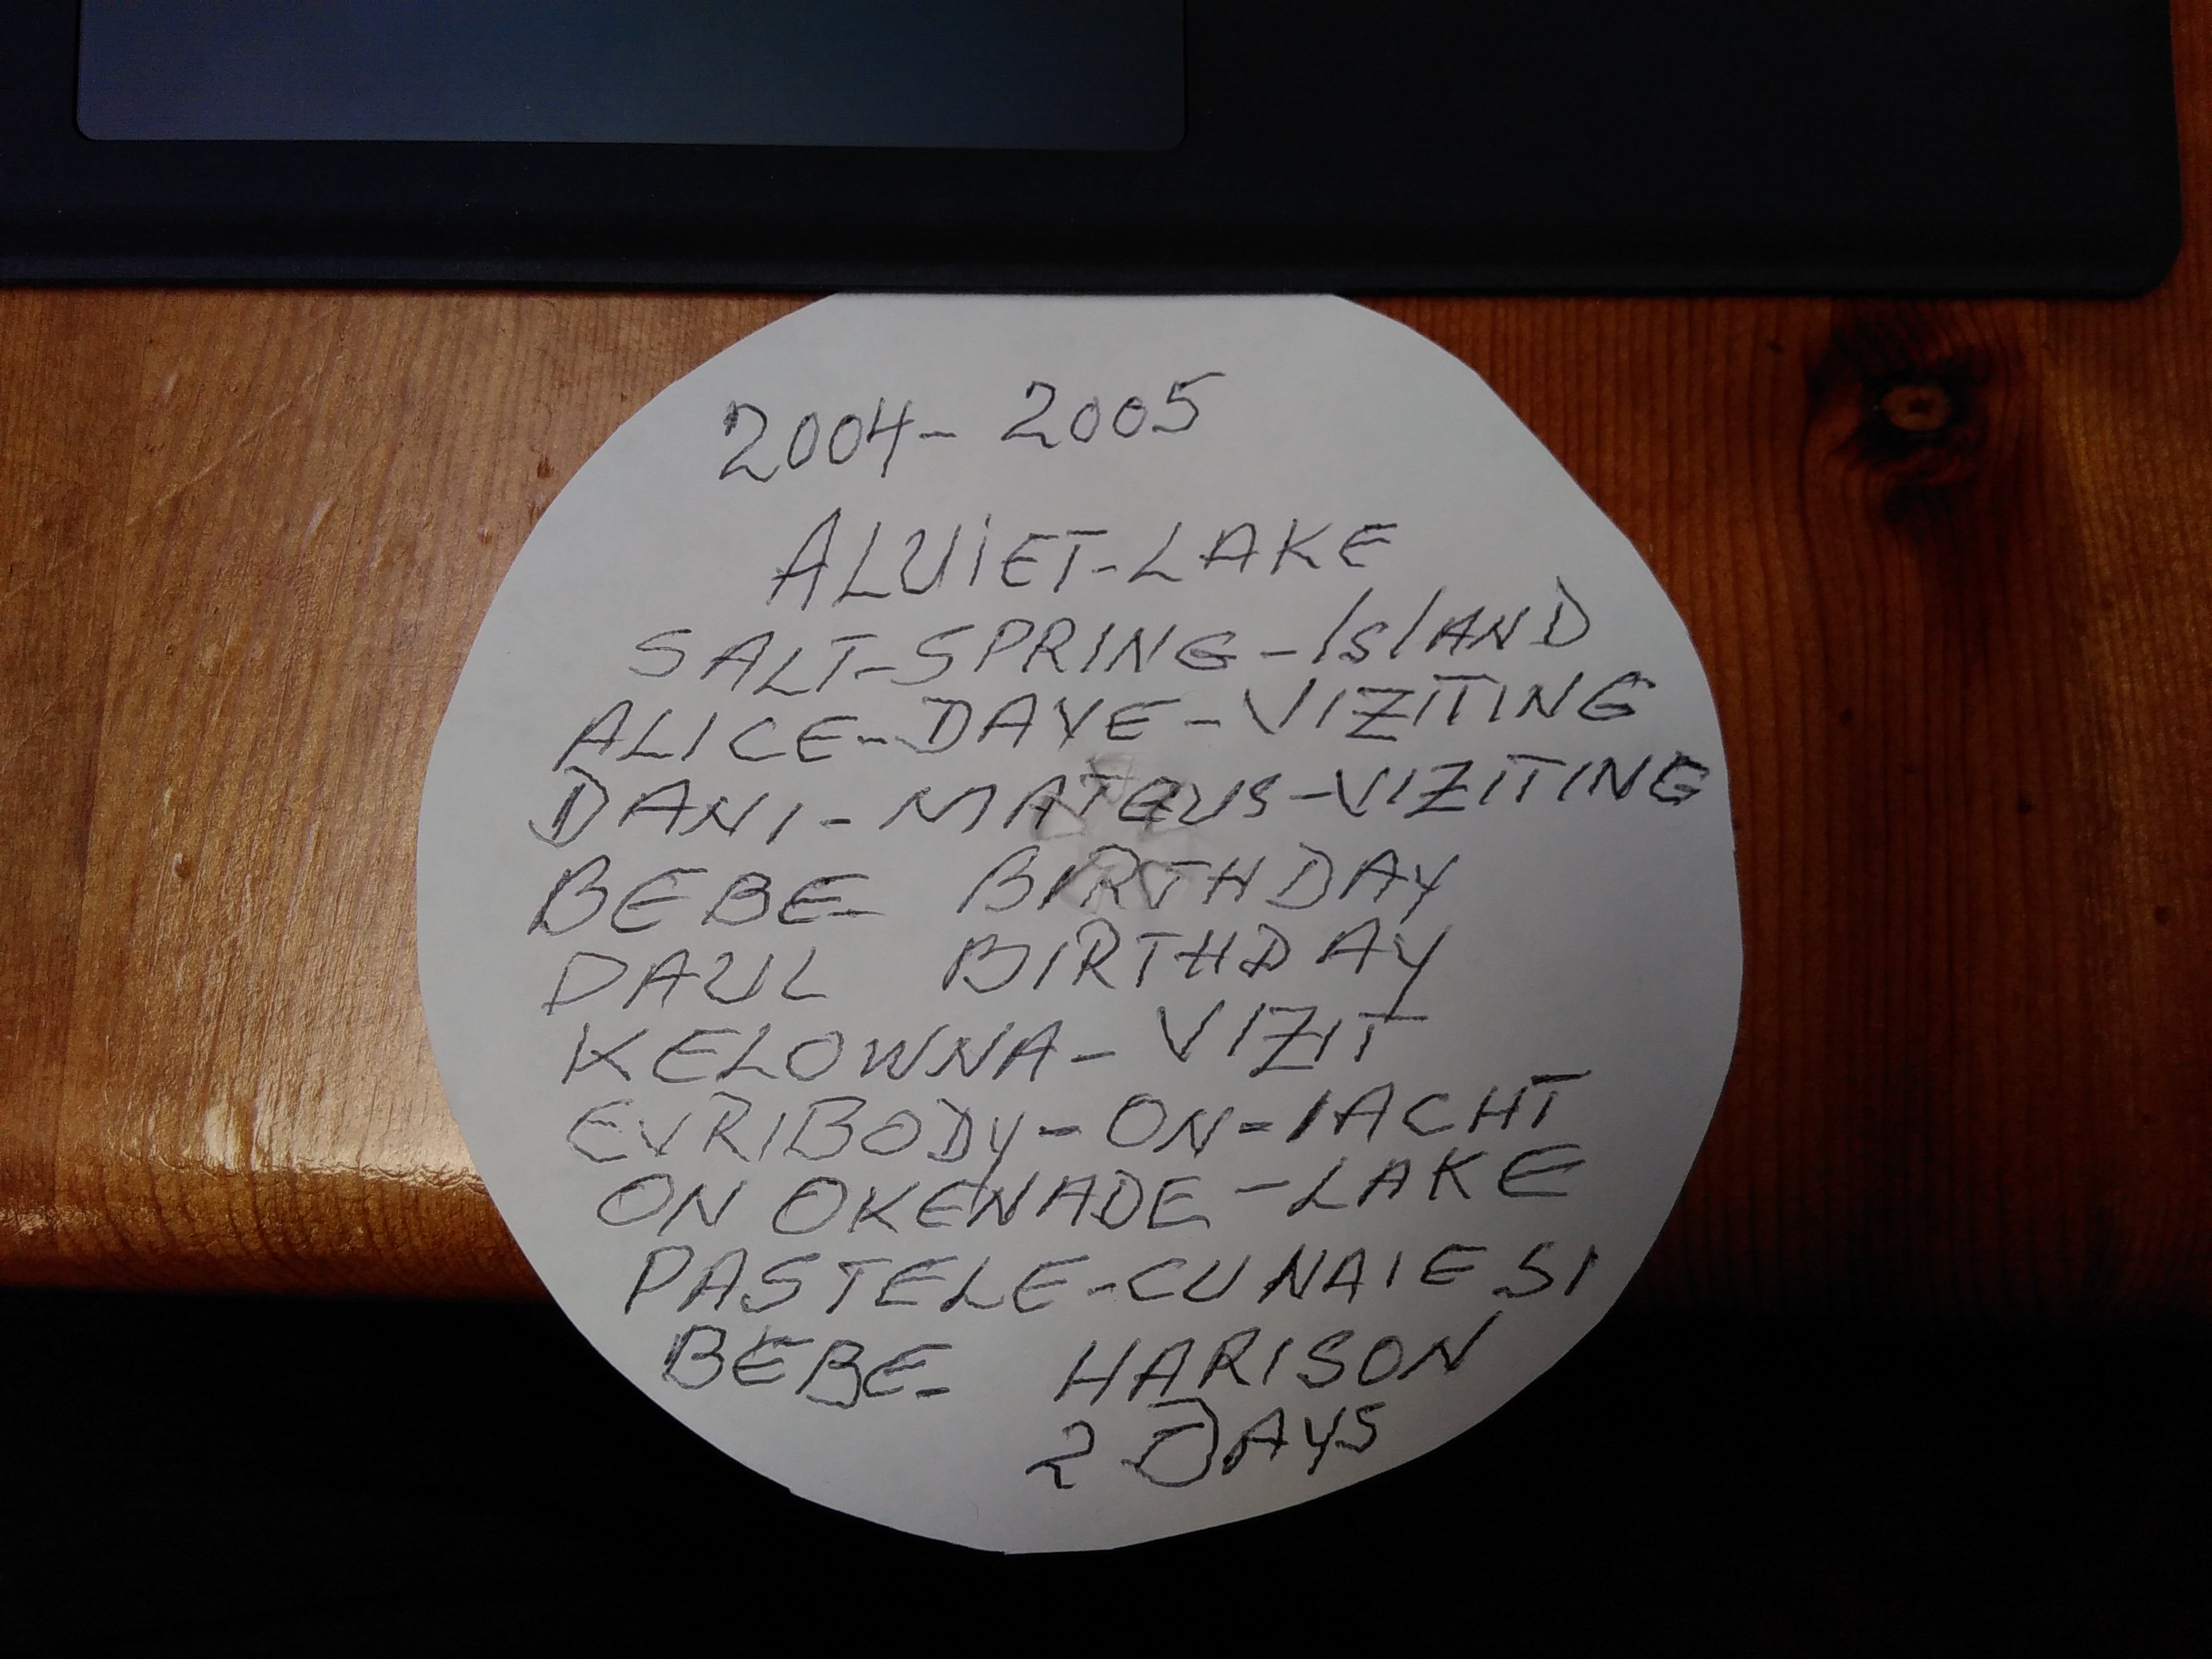 2004- 2005
ALUIET-LAKE
SALT-SPRING-ISlAND
ALICE-DAVE-VIZITING
DANI-MATEUS-VIZITING
BEBE- BIRTHDAY
DAUL BIRTHDAY
KELOWNA- VIZIT
EVRIBODY-ON-IACHT
ON OKENADE-LAKE
PASTELE-CU NAIE SI
BEBE- HARISON
2 DAYS